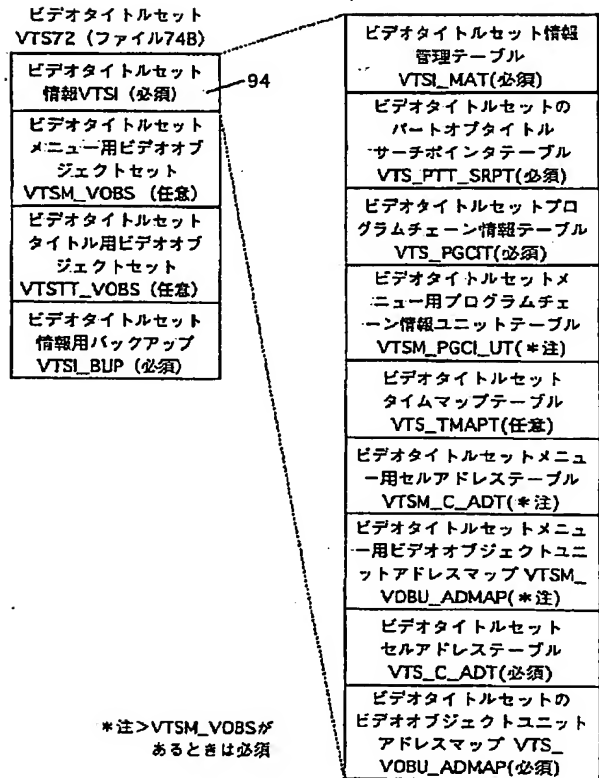 ビデオタイトルセット
VTS72（ファイル74B）
ビデオタイトルセット
情報VTSI（必須）
94
ビデオタイトルセット
メニュー用ビデオオブ
ジェクトセット
VTSM_VOBS（任意）
ビデオタイトルセット
タイトル用ビデオオブ
ジェクトセット
VTSTT_VOBS（任意）
ビデオタイトルセット
情報用バックアップ
VTSI_BUP（必須）
ビデオタイトルセット情報
管理テーブル
VTSI_MAT(必須)
ビデオタイトルセットの
パートオブタイトル
サーチポインタテーブル
VTS_PTT_SRPT(必須)
ビデオタイトルセットプロ
グラムチェーン情報テーブル
VTS_PGCIT(必須)
ビデオタイトルセットメ
ニュー用プログラムチェ
ーン情報ユニットテーブル
VTSM_PGCI_UT(＊注)
ビデオタイトルセット
タイムマップテーブル
VTS_TMAPT(任意)
ビデオタイトルセットメニュ
ー用セルアドレステーブル
VTSM_C_ADT(＊注)
ビデオタイトルセットメニュ
ー用ビデオオブジェクトユニ
ットアドレスマップ VTSM_
VOBU_ADMAP(＊注)
ビデオタイトルセット
セルアドレステーブル
VTS_C_ADT(必須)
ビデオタイトルセットの
ビデオオブジェクトユニット
アドレスマップ VTS_
VOBU_ADMAP(必須)
＊注＞VTSM_VOBSが
あるときは必須